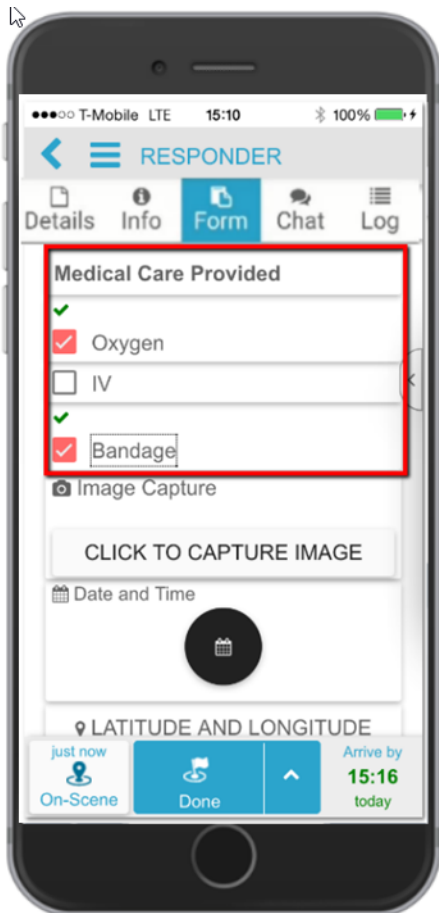 T-Mobile LTE 15:10 100%
RESPONDER
Details Info Form Chat Log
Medical Care Provided
Oxygen
IV
Bandage
Image Capture
CLICK TO CAPTURE IMAGE
Date and Time
LATITUDE AND LONGITUDE
just now
On-Scene
Done
Arrive by
15:16
today